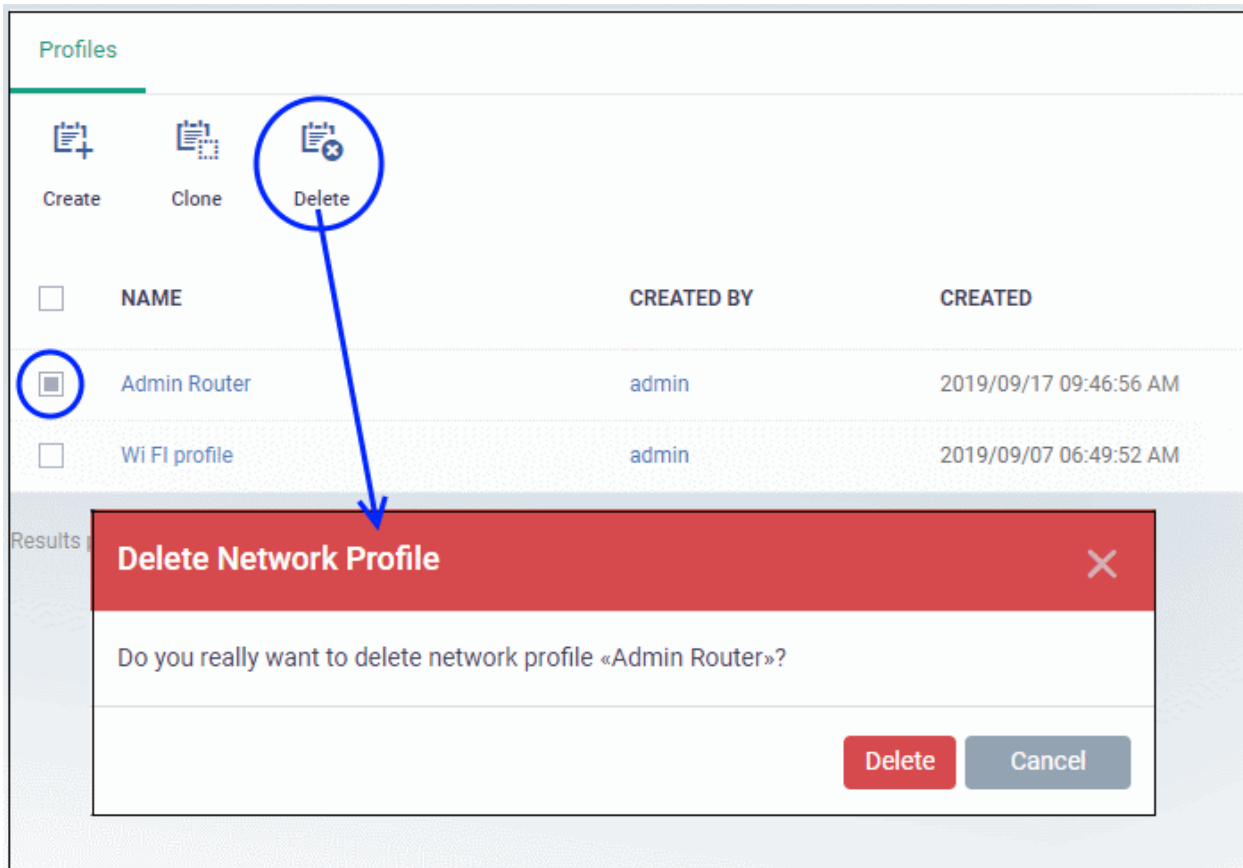 Profiles
Create Clone Delete
NAME CREATED BY CREATED
Admin Router admin 2019/09/17 09:46:56 AM
Wi FI profile admin 2019/09/07 06:49:52 AM
Results
Delete Network Profile
Do you really want to delete network profile «Admin Router»?
Delete Cancel